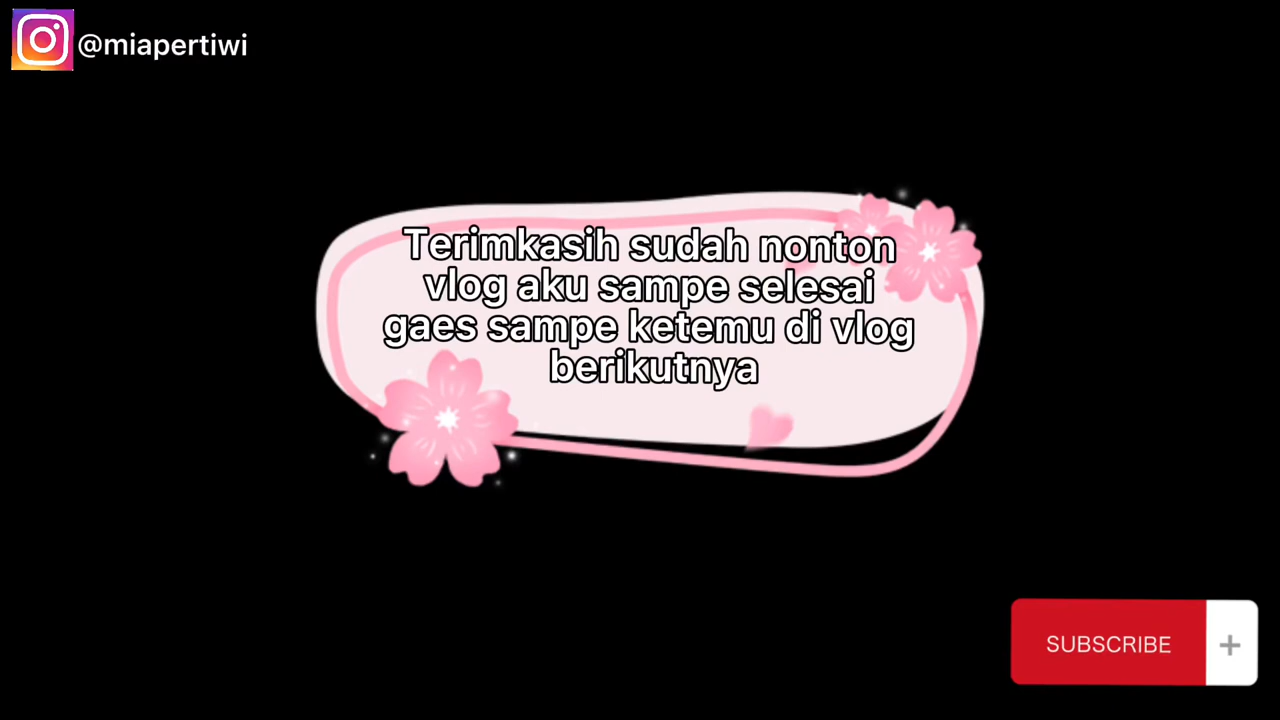 @miapertiwi
Terimkasih sudah nonton
vlog aku sampe selesai
gaes sampe ketemu di vlog
berikutnya
SUBSCRIBE +